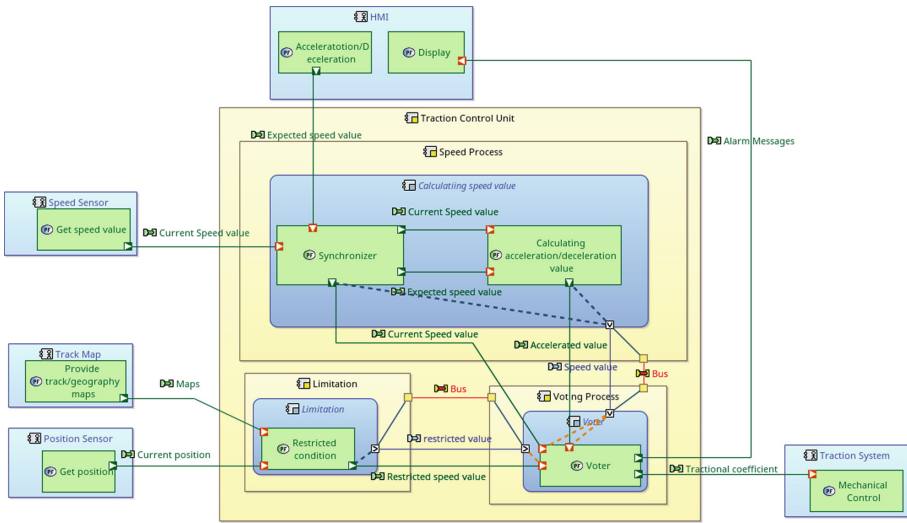 HMI
Acceleratotion/D
eceleration
Display
Traction Control Unit
Expected speed value
Alarm Messages
Speed Process
Calculatiing speed value
Speed Sensor
Get speed value
Current Speed value
Current Speed value
Synchronizer
Calculating
acceleration/deceleration
value
Expected speed value
Current Speed value
Accelerated value
Track Map
Provide
track/geography
maps
Maps
Speed value
Bus
Limitation
Bus
Voting Process
Limitation
Voter
Position Sensor
Get position
Current position
Restricted
condition
restricted value
Voter
Restricted speed value
Tractional coefficient
Traction System
Mechanical
Control